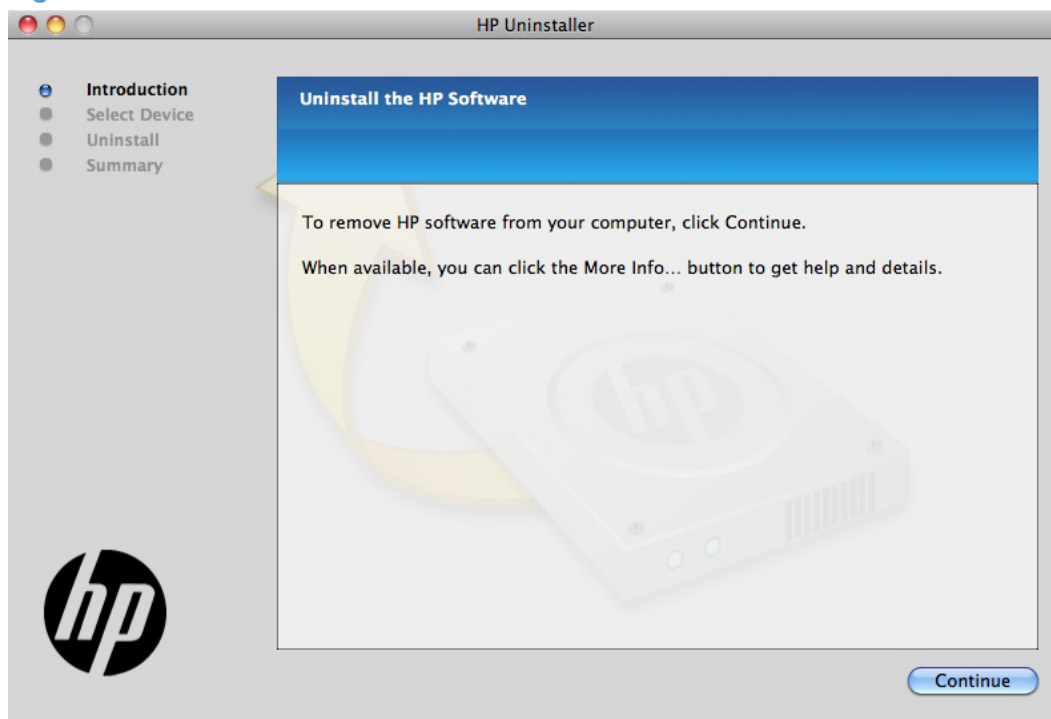 HP Uninstaller
Introduction
Select Device
Uninstall
Summary
Uninstall the HP Software
To remove HP software from your computer, click Continue.
When available, you can click the More Info... button to get help and details.
hp
hp
Continue